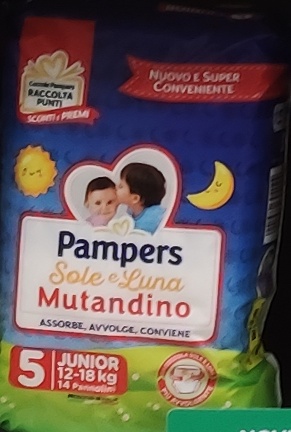 NUOVO E SUPER
CONVENIENTE
RACCOLTA
PUNTI
SCONTI e PREMI
Pampers
Sole e Luna
Mutandino
ASSORBE, AVVOLGE, CONVIENE
5
JUNIOR
12-18 kg
14 Pannolini